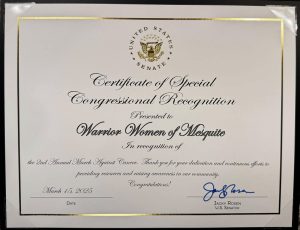 UNITED STATES
SENATE
Certificate of Special
Congressional Recognition
Presented to
Warrior Women of Mesquite
In recognition of
the 2nd Annual March Against Cancer. Thank you for your dedication and continuous efforts to
providing resources and raising awareness to our community.
Congratulations!
March 15, 2025
DATE
JACKY ROSEN
U.S. SENATOR